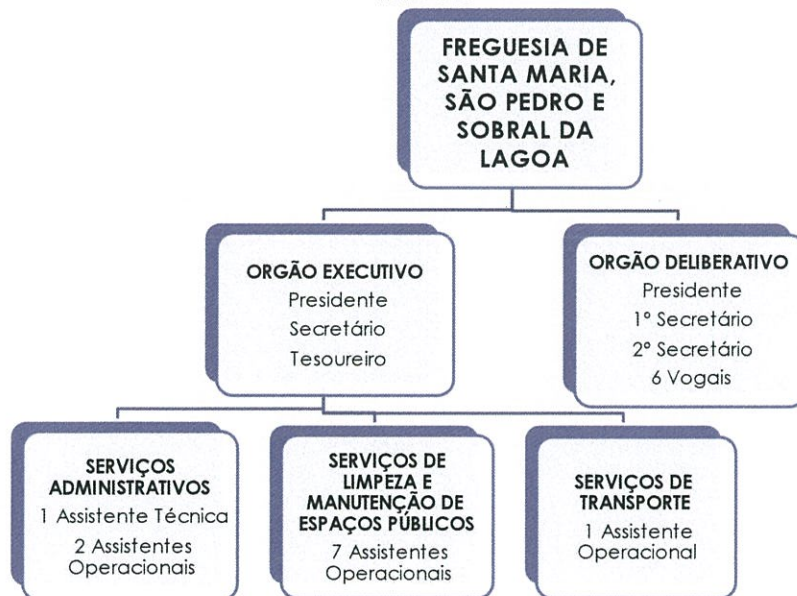 FREGUESIA DE
SANTA MARIA,
SÃO PEDRO E
SOBRAL DA
LAGOA
ORGÃO EXECUTIVO
Presidente
Secretário
Tesoureiro
ORGÃO DELIBERATIVO
Presidente
1º Secretário
2º Secretário
6 Vogais
SERVIÇOS
ADMINISTRATIVOS
1 Assistente Técnica
2 Assistentes
Operacionais
SERVIÇOS DE
LIMPEZA E
MANUTENÇÃO DE
ESPAÇOS PÚBLICOS
7 Assistentes
Operacionais
SERVIÇOS DE
TRANSPORTE
1 Assistente
Operacional